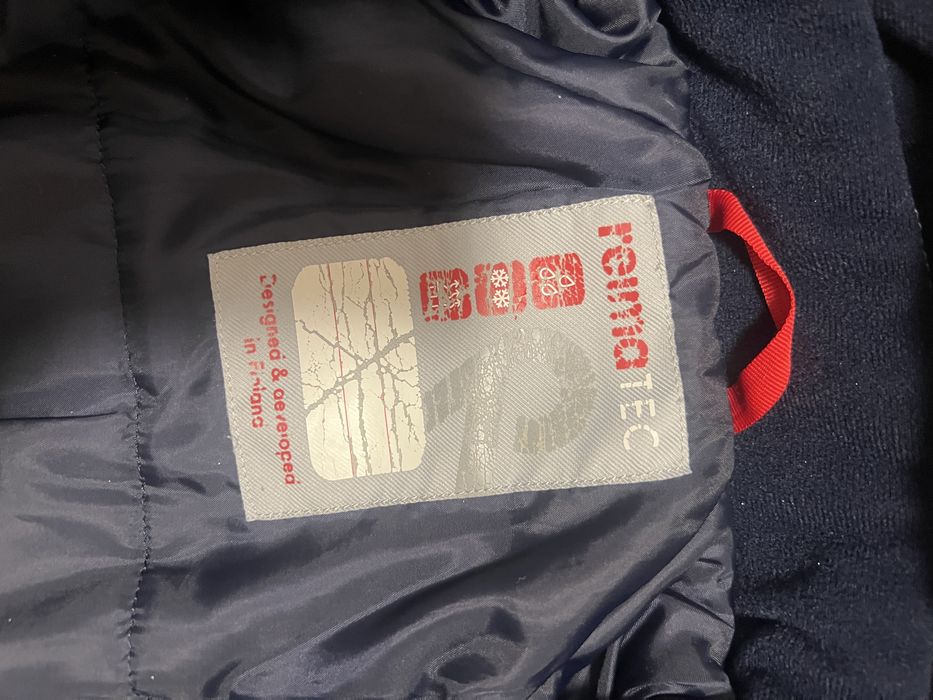 reimaTEC
Designed & developed
in Finland